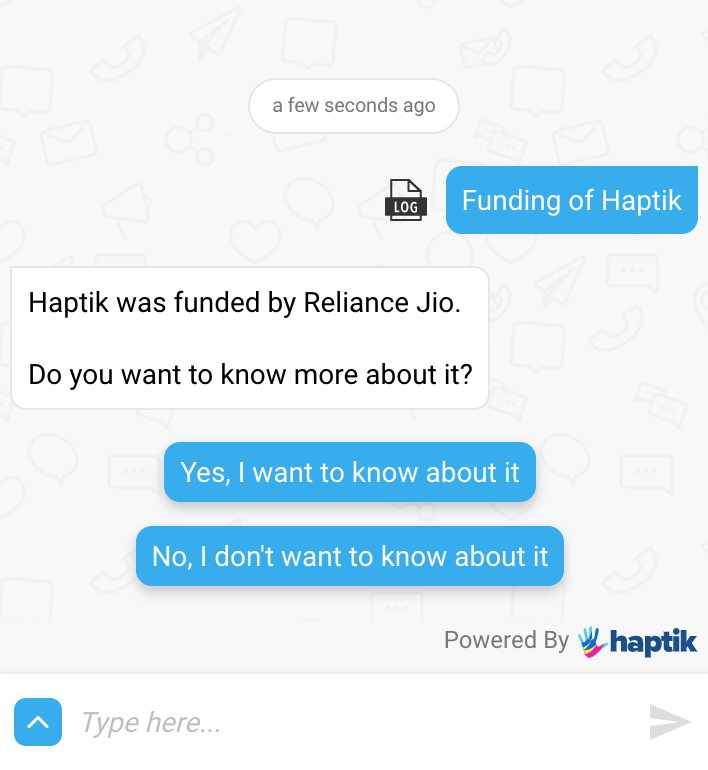 a few seconds ago
LOG
Funding of Haptik
Haptik was funded by Reliance Jio.
Do you want to know more about it?
Yes, I want to know about it
No, I don't want to know about it
Powered By haptik
Type here...